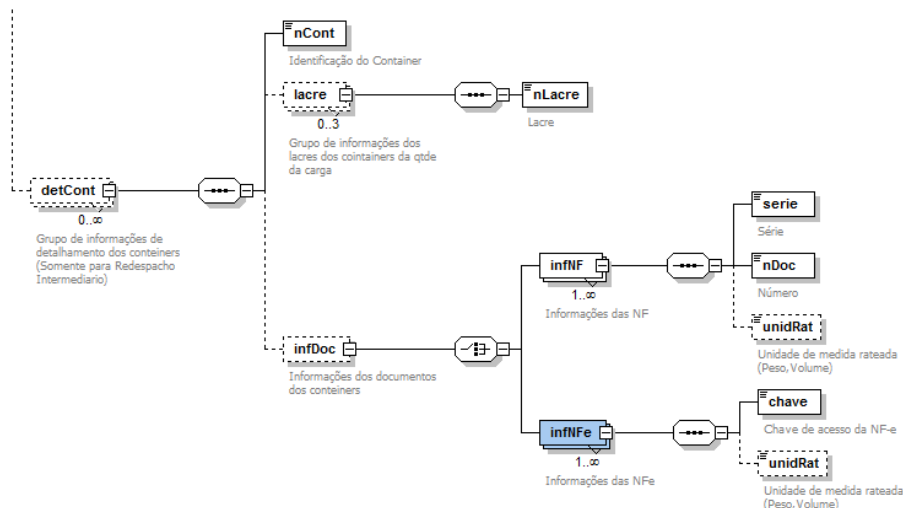 nCont
Identificação do Container
lacre
0..3
Grupo de informações dos
lacres dos cointainers da qtde
da carga
nLacre
Lacre
detCont
0..∞
Grupo de informações de
detalhamento dos conteiners
(Somente para Redespacho
Intermediario)
infDoc
Informações dos documentos
dos conteiners
infNF
1..∞
Informações das NF
serie
Série
nDoc
Número
unidRat
Unidade de medida rateada
(Peso,Volume)
infNFe
1..∞
Informações das NFe
chave
Chave de acesso da NF-e
unidRat
Unidade de medida rateada
(Peso,Volume)